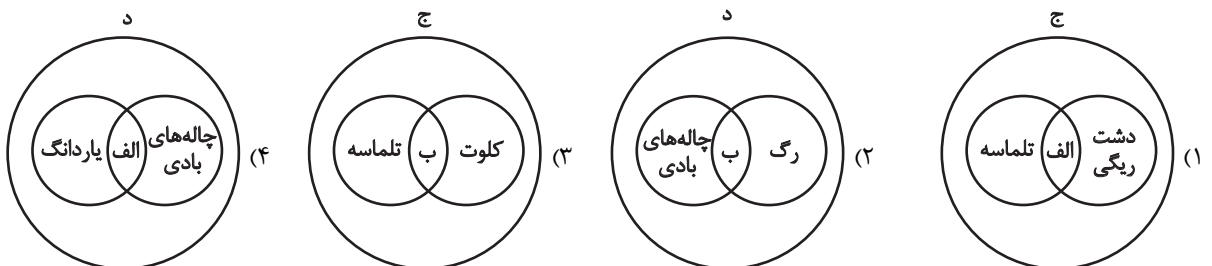 ج
۱)
تلماسه
الف
دشت
ریگی
د
۲)
چاله‌های
بادی
ب
رگ
ج
۳)
تلماسه
ب
کلوت
د
۴)
یاردانگ
الف
چاله‌های
بادی